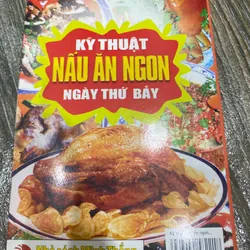 KỸ THUẬT
NẤU ĂN NGON
NGÀY THỨ BẢY